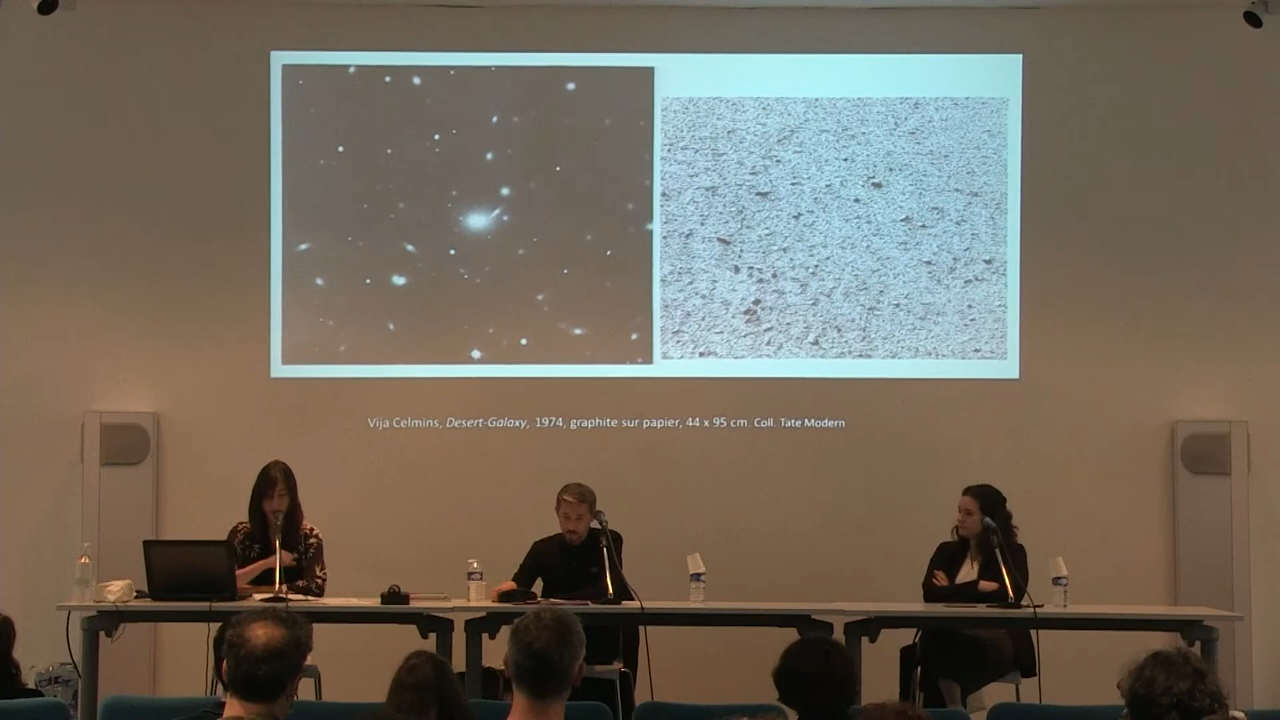 Vija Celmins, Desert-Galaxy, 1974, graphite sur papier, 44 x 95 cm. Coll. Tate Modern